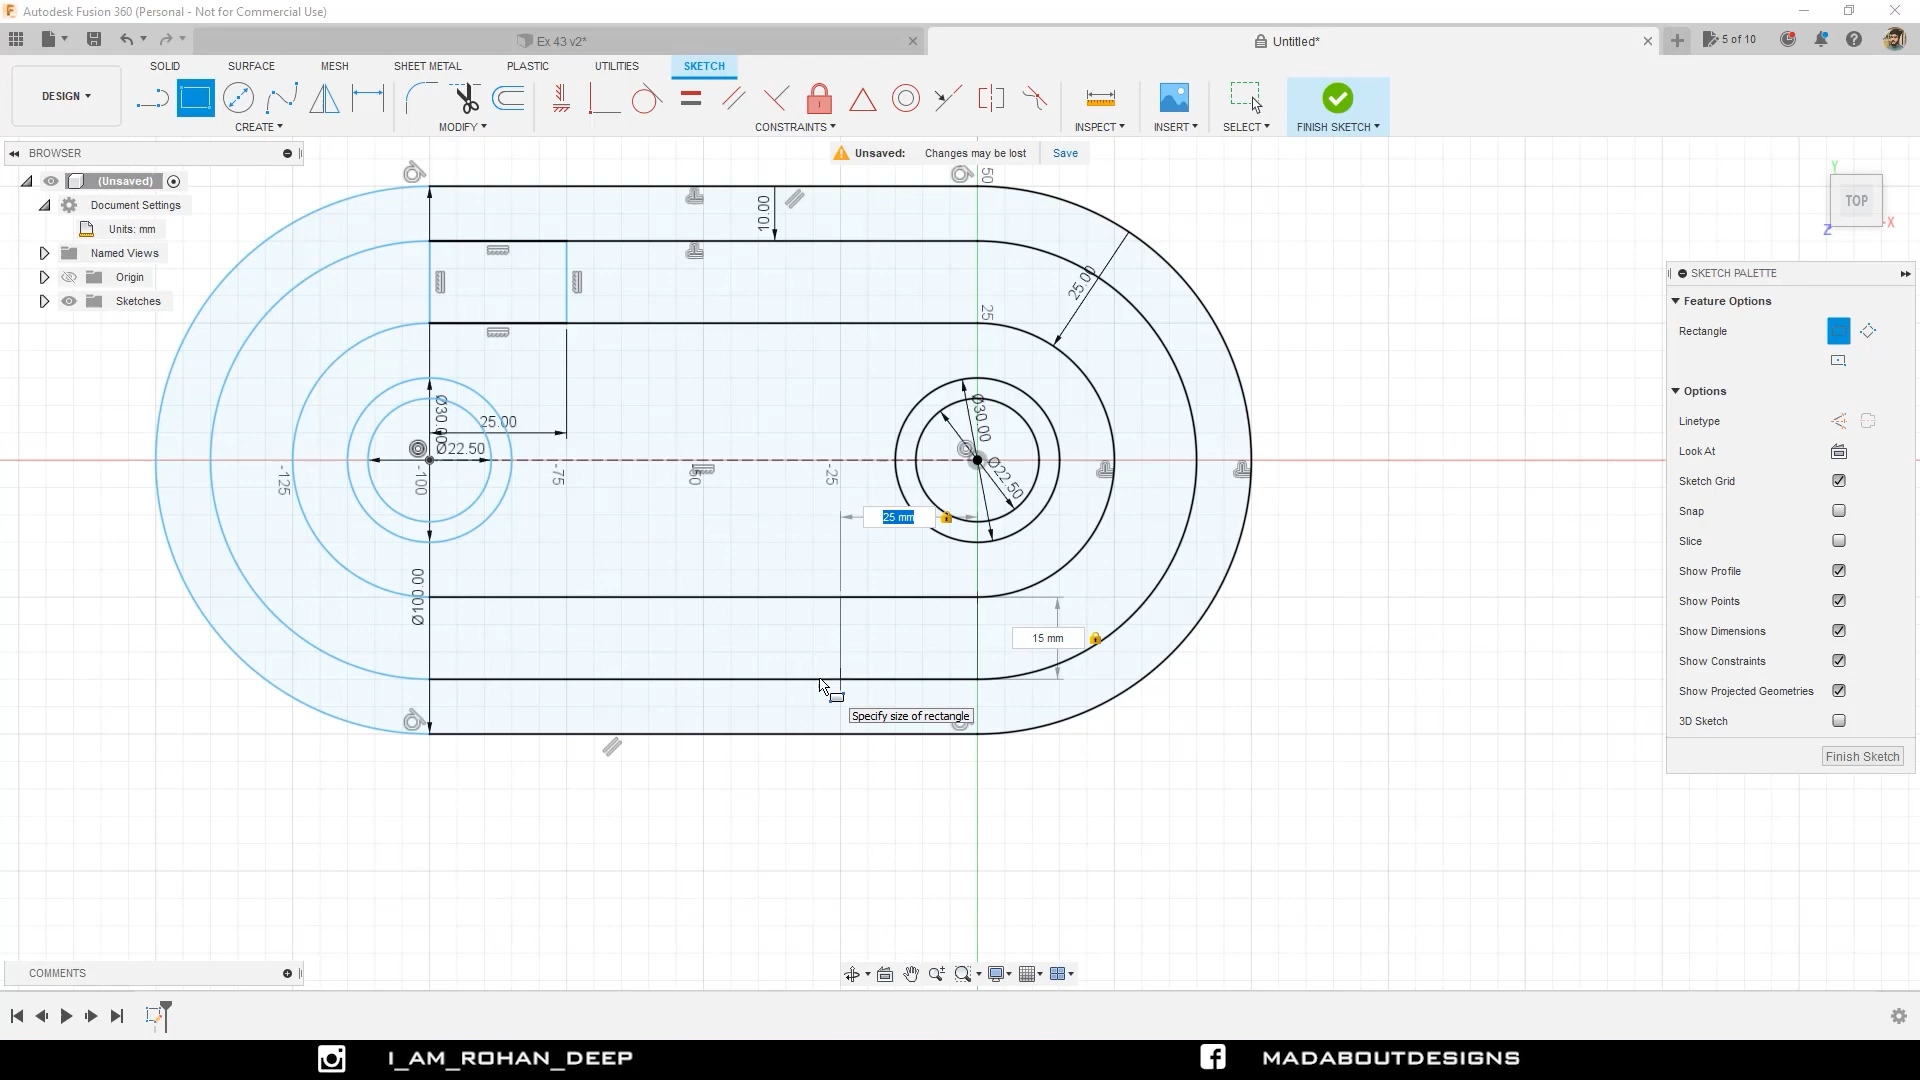 Autodesk Fusion 360 (Personal - Not for Commercial Use)
Ex 43 v2*
Untitled*
5 of 10
DESIGN
SOLID
SURFACE
MESH
SHEET METAL
PLASTIC
UTILITIES
SKETCH
CREATE
MODIFY
CONSTRAINTS
INSPECT
INSERT
SELECT
FINISH SKETCH
BROWSER
Unsaved: Changes may be lost Save
(Unsaved)
Document Settings
Units: mm
Named Views
Origin
Sketches
TOP
Y
X
Z
50
10.00
25.00
25
Ø30.00
25.00
Ø22.50
Ø30.00
Ø22.50
-125
-100
-75
-50
-25
25 mm
Ø100.00
15 mm
Specify size of rectangle
SKETCH PALETTE
Feature Options
Rectangle
Options
Linetype
Look At
Sketch Grid
Snap
Slice
Show Profile
Show Points
Show Dimensions
Show Constraints
Show Projected Geometries
3D Sketch
Finish Sketch
COMMENTS
I_AM_ROHAN_DEEP
MADABOUTDESIGNS